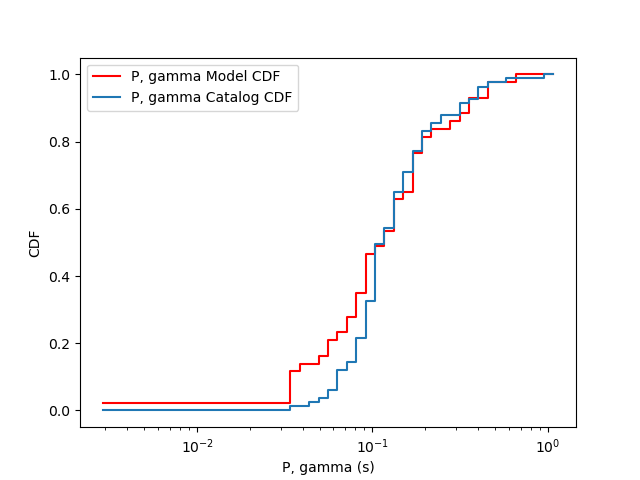 P, gamma Model CDF
P, gamma Catalog CDF
1.0
0.8
0.6
0.4
0.2
0.0
CDF
10⁻² 10⁻¹ 10⁰
P, gamma (s)